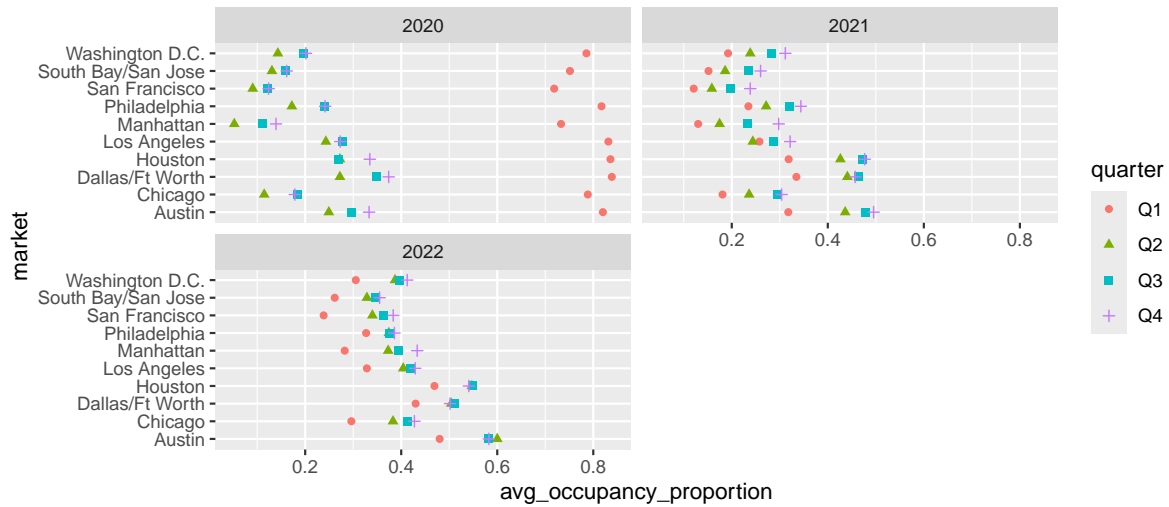 2020
2021
Washington D.C.
South Bay/San Jose
San Francisco
Philadelphia
Manhattan
Los Angeles
Houston
Dallas/Ft Worth
Chicago
Austin
0.2 0.4 0.6 0.8
2022
Washington D.C.
South Bay/San Jose
San Francisco
Philadelphia
Manhattan
Los Angeles
Houston
Dallas/Ft Worth
Chicago
Austin
0.2 0.4 0.6 0.8
avg_occupancy_proportion
market
quarter
Q1
Q2
Q3
Q4